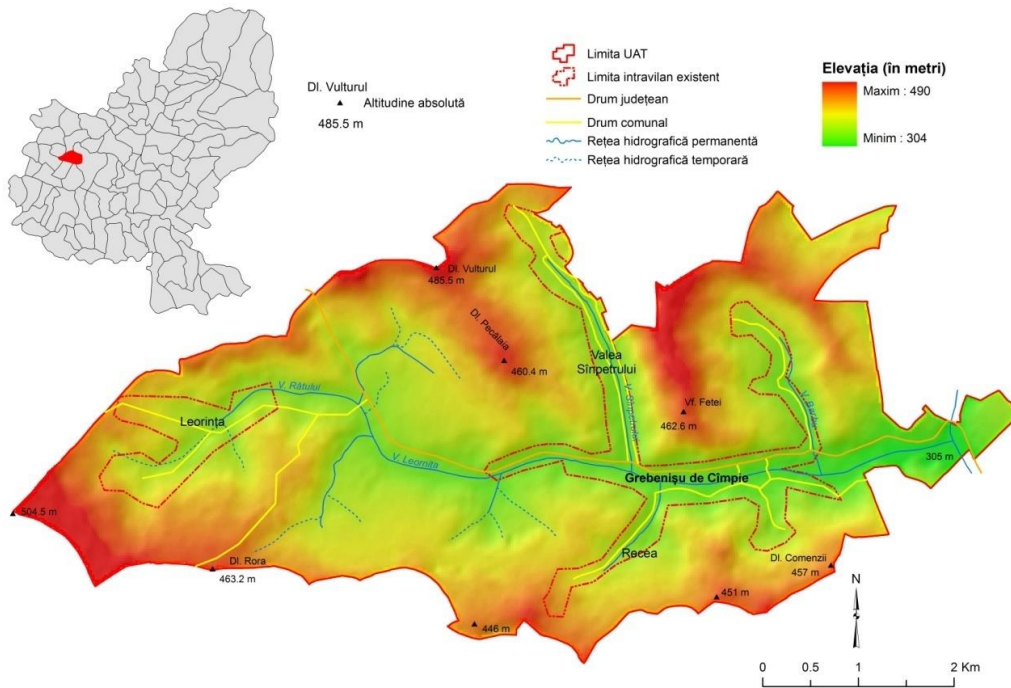 Dl. Vulturul
Altitudine absolută
485.5 m
Limita UAT
Limita intravilan existent
Drum județean
Drum comunal
Rețea hidrografică permanentă
Rețea hidrografică temporară
Elevația (în metri)
Maxim : 490
Minim : 304
Dl. Vulturul
485.5 m
Dl. Pecălaia
460.4 m
Valea
Sînpetrului
V. Sînpetrului
Vf. Fetei
462.6 m
V. Rătului
Leorința
V. Leornița
Grebenișu de Cîmpie
305 m
504.5 m
Dl. Rora
463.2 m
Recea
Dl. Comenzii
457 m
451 m
446 m
N
0 0.5 1 2 Km